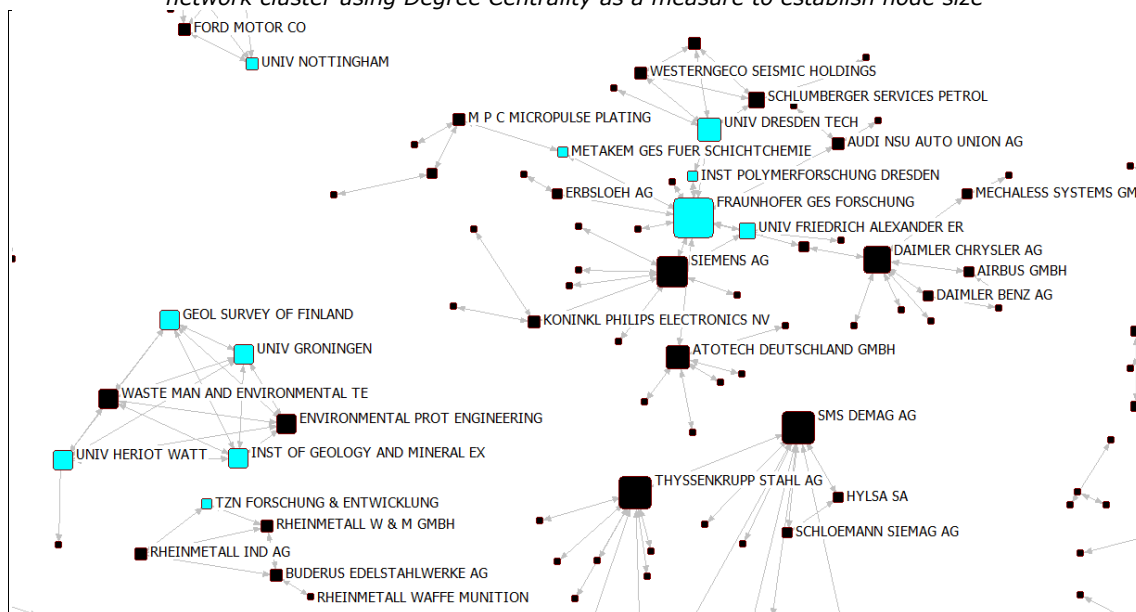 network cluster using Degree Centrality as a measure to establish node size
FORD MOTOR CO
UNIV NOTTINGHAM
WESTERNGECO SEISMIC HOLDINGS
SCHLUMBERGER SERVICES PETROL
M P C MICROPULSE PLATING
UNIV DRESDEN TECH
AUDI NSU AUTO UNION AG
METAKEM GES FUER SCHICHTCHEMIE
INST POLYMERFORSCHUNG DRESDEN
ERBSLOEH AG
MECHALESS SYSTEMS GM
FRAUNHOFER GES FORSCHUNG
UNIV FRIEDRICH ALEXANDER ER
DAIMLER CHRYSLER AG
SIEMENS AG
AIRBUS GMBH
DAIMLER BENZ AG
GEOL SURVEY OF FINLAND
KONINKL PHILIPS ELECTRONICS NV
UNIV GRONINGEN
ATOTECH DEUTSCHLAND GMBH
WASTE MAN AND ENVIRONMENTAL TE
ENVIRONMENTAL PROT ENGINEERING
SMS DEMAG AG
UNIV HERIOT WATT
INST OF GEOLOGY AND MINERAL EX
THYSSENKRUPP STAHL AG
HYLSA SA
TZN FORSCHUNG & ENTWICKLUNG
RHEINMETALL W & M GMBH
SCHLOEMANN SIEMAG AG
RHEINMETALL IND AG
BUDERUS EDELSTAHLWERKE AG
RHEINMETALL WAFFE MUNITION